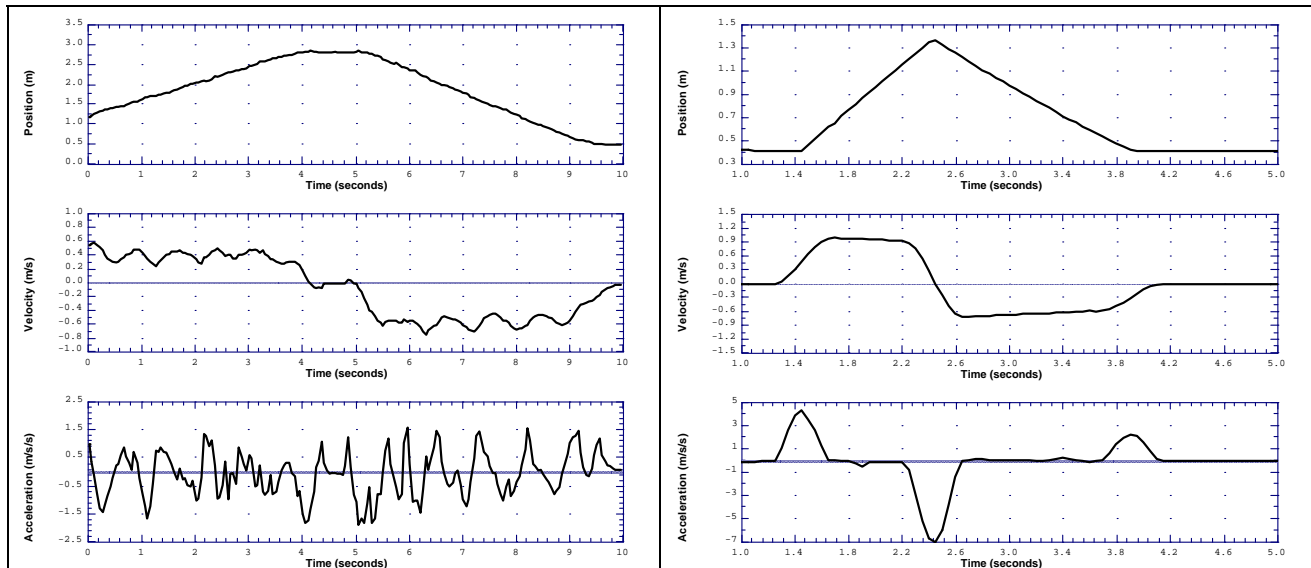 3.5
3.0
2.5
2.0
1.5
1.0
0.5
0.0
Position (m)
0 1 2 3 4 5 6 7 8 9 10
Time (seconds)
1.0
0.8
0.6
0.4
0.2
0.0
-0.2
-0.4
-0.6
-0.8
-1.0
Velocity (m/s)
0 1 2 3 4 5 6 7 8 9 10
Time (seconds)
2.5
1.5
0.5
-0.5
-1.5
-2.5
Acceleration (m/s/s)
0 1 2 3 4 5 6 7 8 9 10
Time (seconds)
1.5
1.3
1.1
0.9
0.7
0.5
0.3
Position (m)
1.0 1.4 1.8 2.2 2.6 3.0 3.4 3.8 4.2 4.6 5.0
Time (seconds)
1.5
1.2
0.9
0.6
0.3
0.0
-0.3
-0.6
-0.9
-1.2
-1.5
Velocity (m/s)
1.0 1.4 1.8 2.2 2.6 3.0 3.4 3.8 4.2 4.6 5.0
Time (seconds)
5
3
1
-1
-3
-5
-7
Acceleration (m/s/s)
1.0 1.4 1.8 2.2 2.6 3.0 3.4 3.8 4.2 4.6 5.0
Time (seconds)